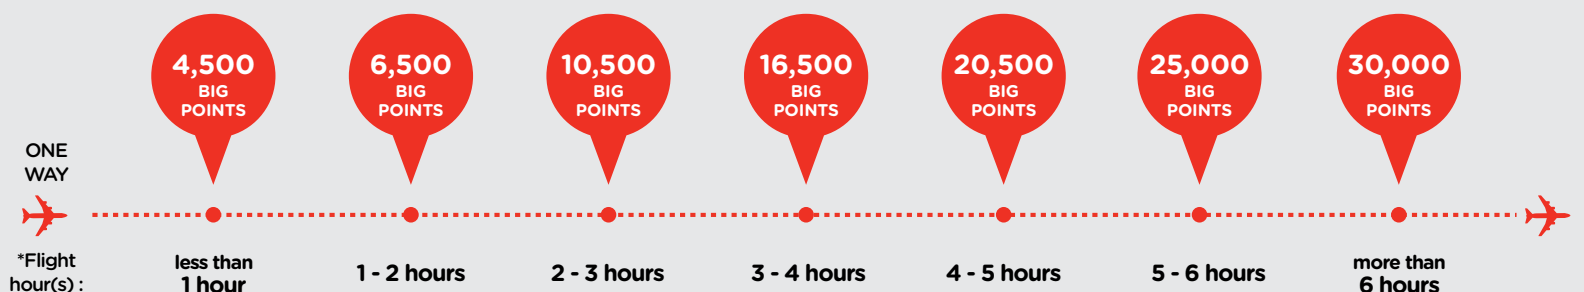 4,500
BIG
POINTS
6,500
BIG
POINTS
10,500
BIG
POINTS
16,500
BIG
POINTS
20,500
BIG
POINTS
25,000
BIG
POINTS
30,000
BIG
POINTS
ONE
WAY
*Flight
hour(s) :
less than
1 hour
1 - 2 hours
2 - 3 hours
3 - 4 hours
4 - 5 hours
5 - 6 hours
more than
6 hours